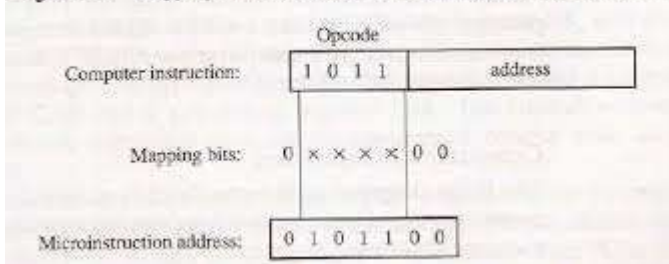 Opcode
Computer instruction: 1 0 1 1 address
Mapping bits: 0 × × × × 0 0
Microinstruction address: 0 1 0 1 1 0 0